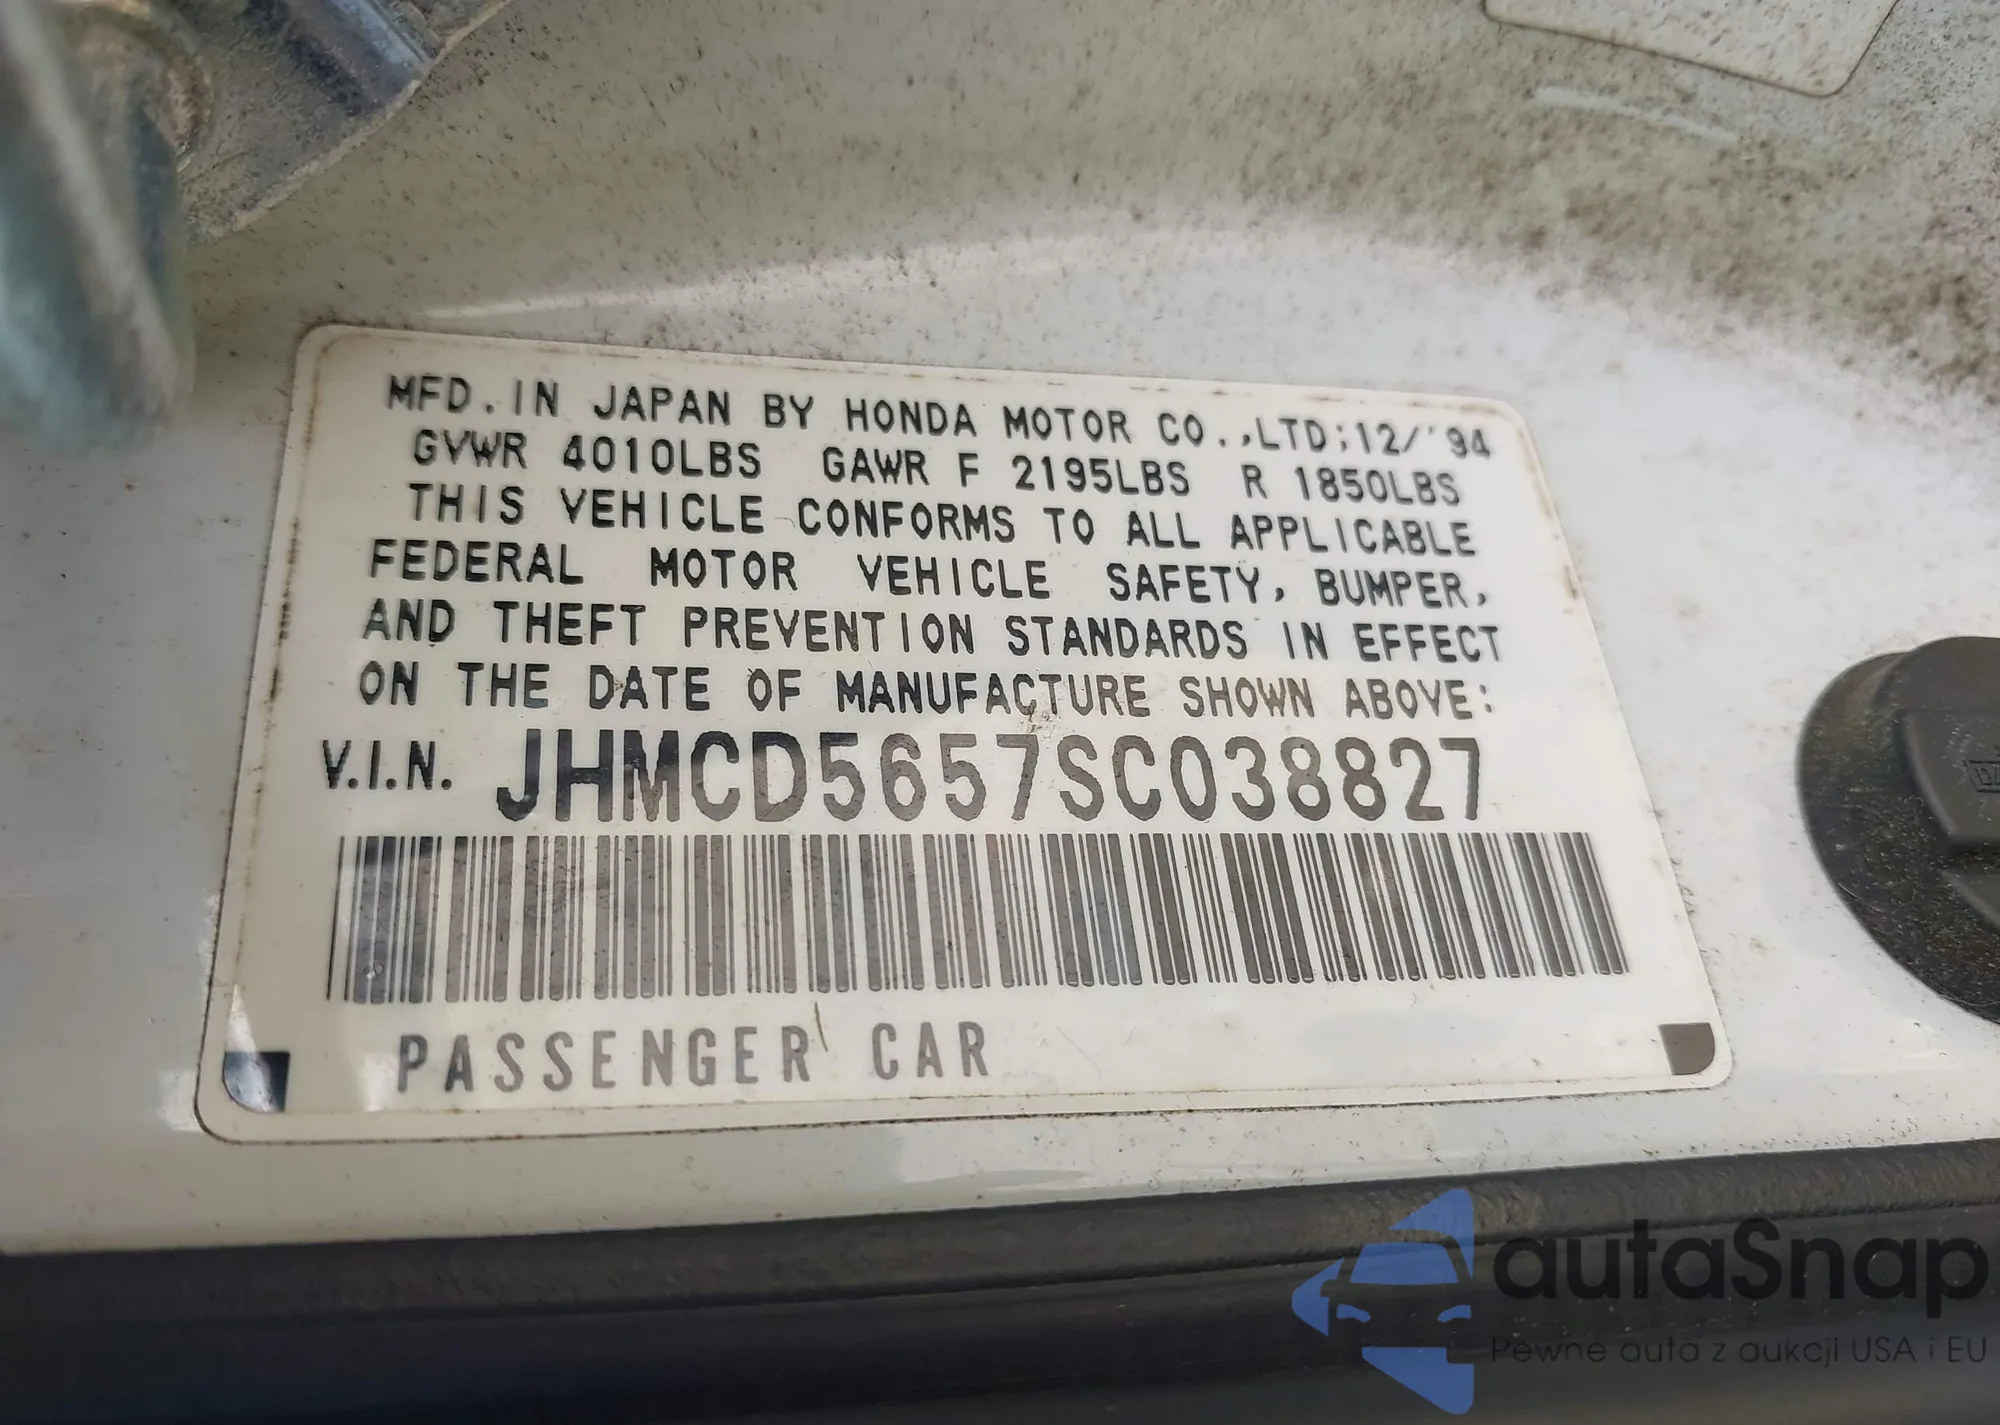 MFD. IN JAPAN BY HONDA MOTOR CO.,LTD;12/'94
GVWR 4010LBS GAWR F 2195LBS R 1850LBS
THIS VEHICLE CONFORMS TO ALL APPLICABLE
FEDERAL MOTOR VEHICLE SAFETY, BUMPER,
AND THEFT PREVENTION STANDARDS IN EFFECT
ON THE DATE OF MANUFACTURE SHOWN ABOVE:
V.I.N. JHMCD5657SC038827
PASSENGER CAR
autaSnap
Pewne auta z aukcji USA i EU